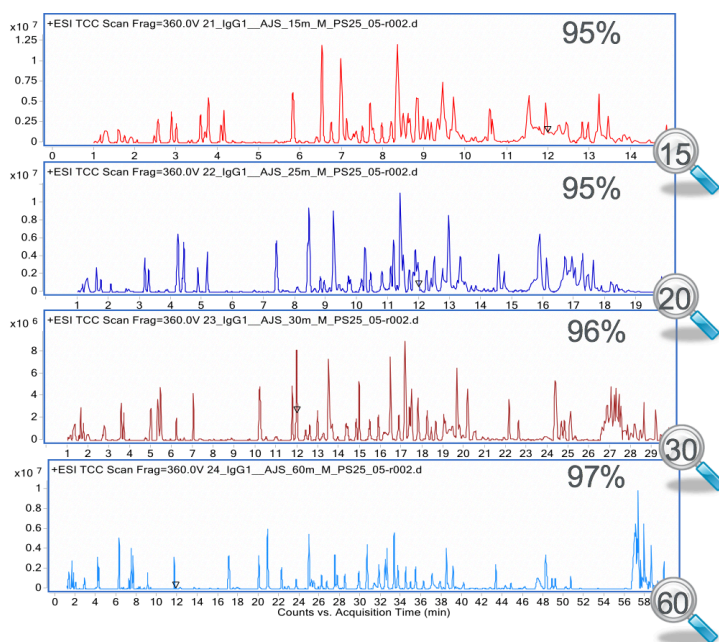 +ESI TCC Scan Frag=360.0V 21_IgG1__AJS_15m_M_PS25_05-r002.d
x10 7
95%
1.25
1
0.75
0.5
0.25
0
0 1 2 3 4 5 6 7 8 9 10 11 12 13 14
15
+ESI TCC Scan Frag=360.0V 22_IgG1__AJS_25m_M_PS25_05-r002.d
x10 7
95%
1
0.8
0.6
0.4
0.2
0
1 2 3 4 5 6 7 8 9 10 11 12 13 14 15 16 17 18 19
20
+ESI TCC Scan Frag=360.0V 23_IgG1__AJS_30m_M_PS25_05-r002.d
x10 6
96%
8
6
4
2
0
1 2 3 4 5 6 7 8 9 10 11 12 13 14 15 16 17 18 19 20 21 22 23 24 25 26 27 28 29
30
+ESI TCC Scan Frag=360.0V 24_IgG1__AJS_60m_M_PS25_05-r002.d
x10 7
97%
1
0.8
0.6
0.4
0.2
0
0 2 4 6 8 10 12 14 16 18 20 22 24 26 28 30 32 34 36 38 40 42 44 46 48 50 52 54 56 58
60
Counts vs. Acquisition Time (min)